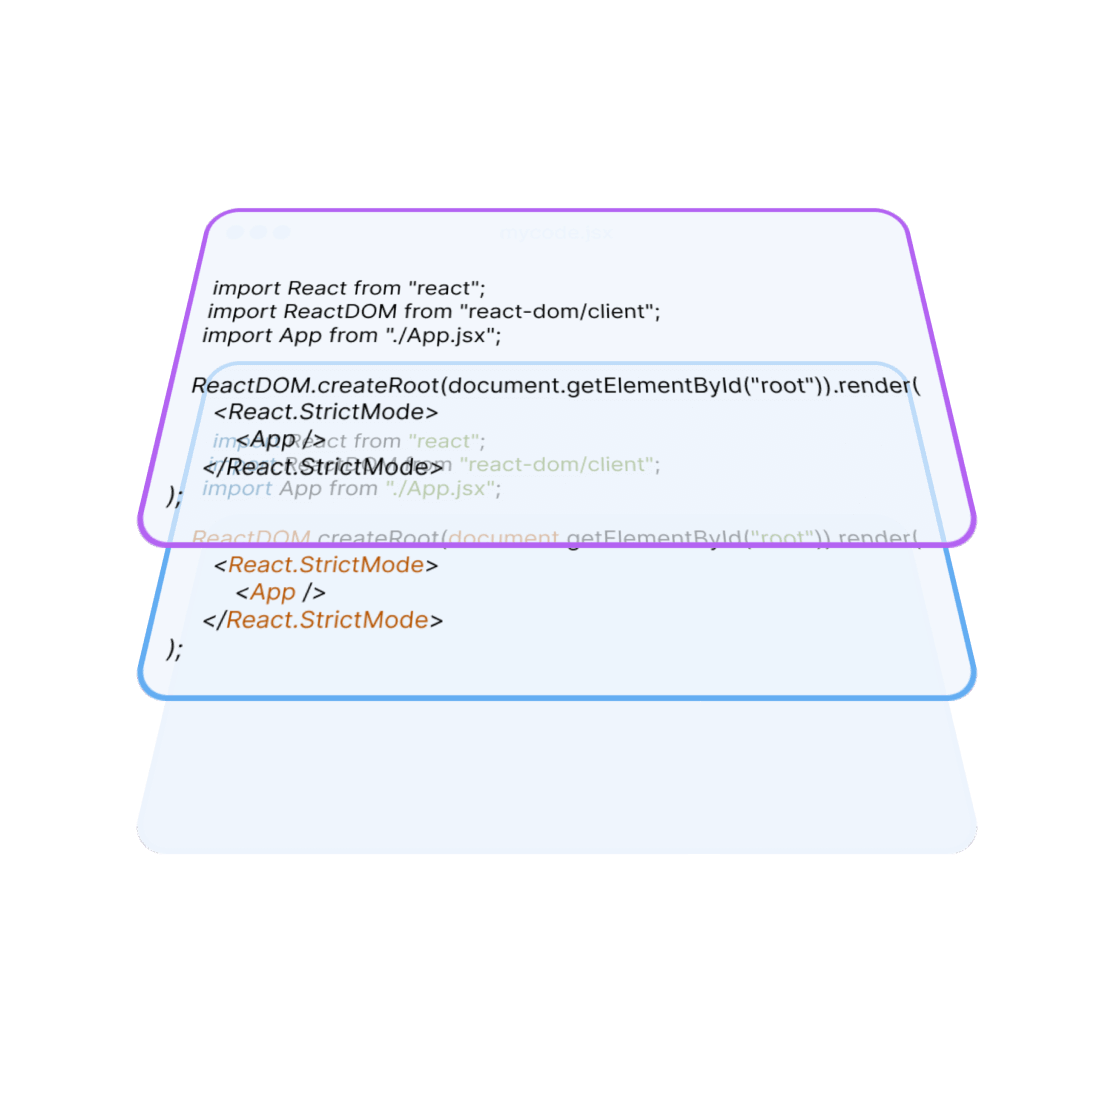 import React from "react";
import ReactDOM from "react-dom/client";
import App from "./App.jsx";
ReactDOM.createRoot(document.getElementById("root")).render(
<React.StrictMode>
<App />
</React.StrictMode>
);
import React from "react";
import ReactDOM from "react-dom/client";
import App from "./App.jsx";
ReactDOM.createRoot(document.getElementById("root")).render(
<React.StrictMode>
<App />
</React.StrictMode>
);